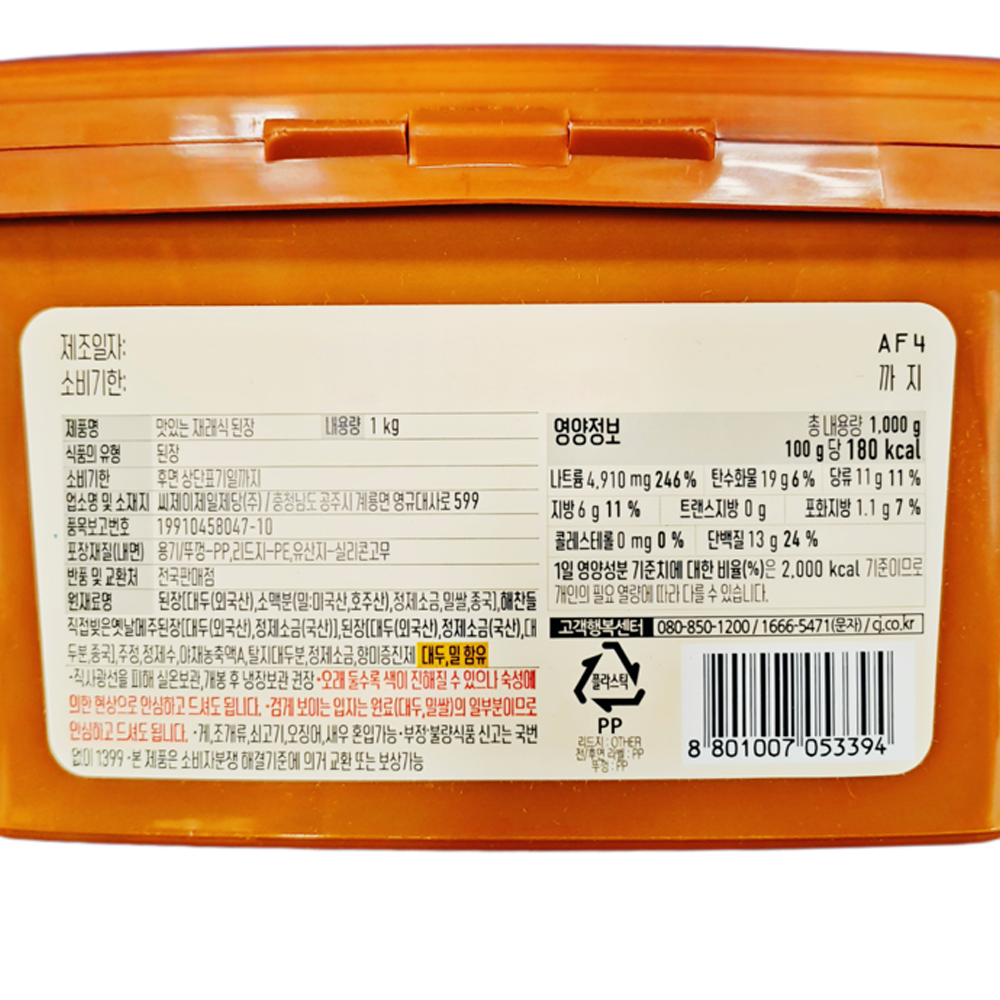 제조일자:
소비기한:
AF4
까 지
제품명 맛있는 재래식 된장 내용량 1 kg
식품의 유형 된장
소비기한 후면 상단표기일까지
업소명 및 소재지 씨제이제일제당(주) / 충청남도 공주시 계룡면 영규대사로 599
품목보고번호 19910458047-10
포장재질(내면) 용기/뚜껑-PP,리드지-PE,유산지-실리콘고무
반품 및 교환처 전국판매점
원재료명 된장[대두(외국산),소맥분(밀:미국산,호주산),정제소금,밀쌀,종국],해찬들
직접빚은옛날메주된장[대두(외국산),정제소금(국산)],된장[대두(외국산),정제소금(국산),대
두분,종국],주정,정제수,야채농축액A,탈지대두분,정제소금,향미증진제 대두,밀 함유
•직사광선을 피해 실온보관,개봉 후 냉장보관 권장 •오래 둘수록 색이 진해질 수 있으나 숙성에
의한 현상으로 안심하고 드셔도 됩니다. •검게 보이는 입자는 원료(대두,밀쌀)의 일부분이므로
안심하고 드셔도 됩니다. •게,조개류,쇠고기,오징어,새우 혼입가능 •부정·불량식품 신고는 국번
없이 1399 •본 제품은 소비자분쟁 해결기준에 의거 교환 또는 보상가능
영양정보 총 내용량 1,000 g
100 g당 180 kcal
나트륨 4,910 mg 246% 탄수화물 19 g 6% 당류 11 g 11%
지방 6 g 11% 트랜스지방 0 g 포화지방 1.1 g 7%
콜레스테롤 0 mg 0% 단백질 13 g 24%
1일 영양성분 기준치에 대한 비율(%)은 2,000 kcal 기준이므로
개인의 필요 열량에 따라 다를 수 있습니다.
고객행복센터 080-850-1200 / 1666-5471(문자) / cj.co.kr
플라스틱
PP
리드지 : OTHER
전/후면 라벨 : PP
뚜껑 : PP
8 801007 053394